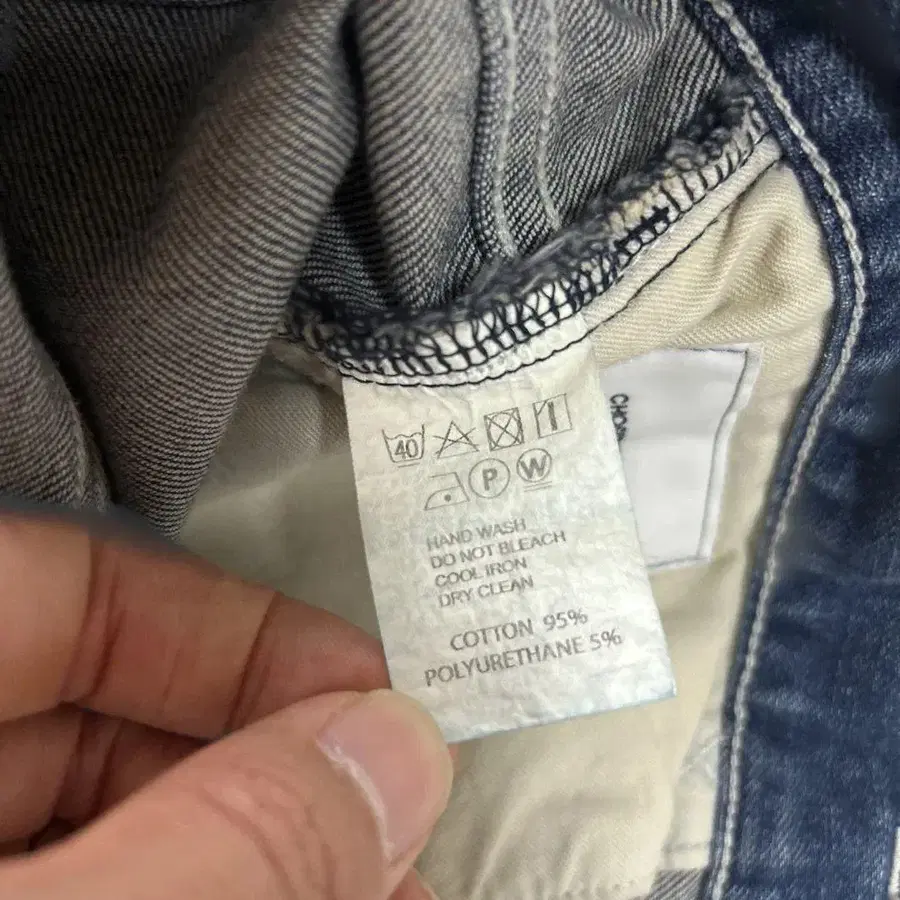 40
P W
HAND WASH
DO NOT BLEACH
COOL IRON
DRY CLEAN
COTTON 95%
POLYURETHANE 5%